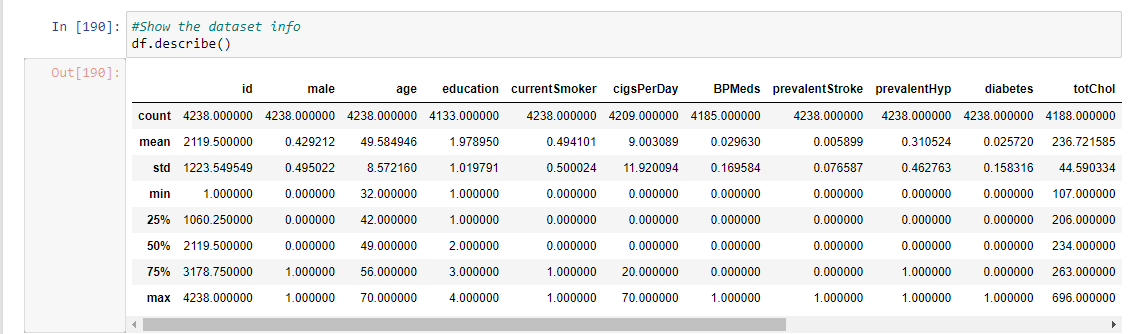 In [190]: #Show the dataset info
df.describe()
Out[190]:
id male age education currentSmoker cigsPerDay BPMeds prevalentStroke prevalentHyp diabetes totChol
count 4238.000000 4238.000000 4238.000000 4133.000000 4238.000000 4209.000000 4185.000000 4238.000000 4238.000000 4238.000000 4188.000000
mean 2119.500000 0.429212 49.584946 1.978950 0.494101 9.003089 0.029630 0.005899 0.310524 0.025720 236.721585
std 1223.549549 0.495022 8.572160 1.019791 0.500024 11.920094 0.169584 0.076587 0.462763 0.158316 44.590334
min 1.000000 0.000000 32.000000 1.000000 0.000000 0.000000 0.000000 0.000000 0.000000 0.000000 107.000000
25% 1060.250000 0.000000 42.000000 1.000000 0.000000 0.000000 0.000000 0.000000 0.000000 0.000000 206.000000
50% 2119.500000 0.000000 49.000000 2.000000 0.000000 0.000000 0.000000 0.000000 0.000000 0.000000 234.000000
75% 3178.750000 1.000000 56.000000 3.000000 1.000000 20.000000 0.000000 0.000000 1.000000 0.000000 263.000000
max 4238.000000 1.000000 70.000000 4.000000 1.000000 70.000000 1.000000 1.000000 1.000000 1.000000 696.000000